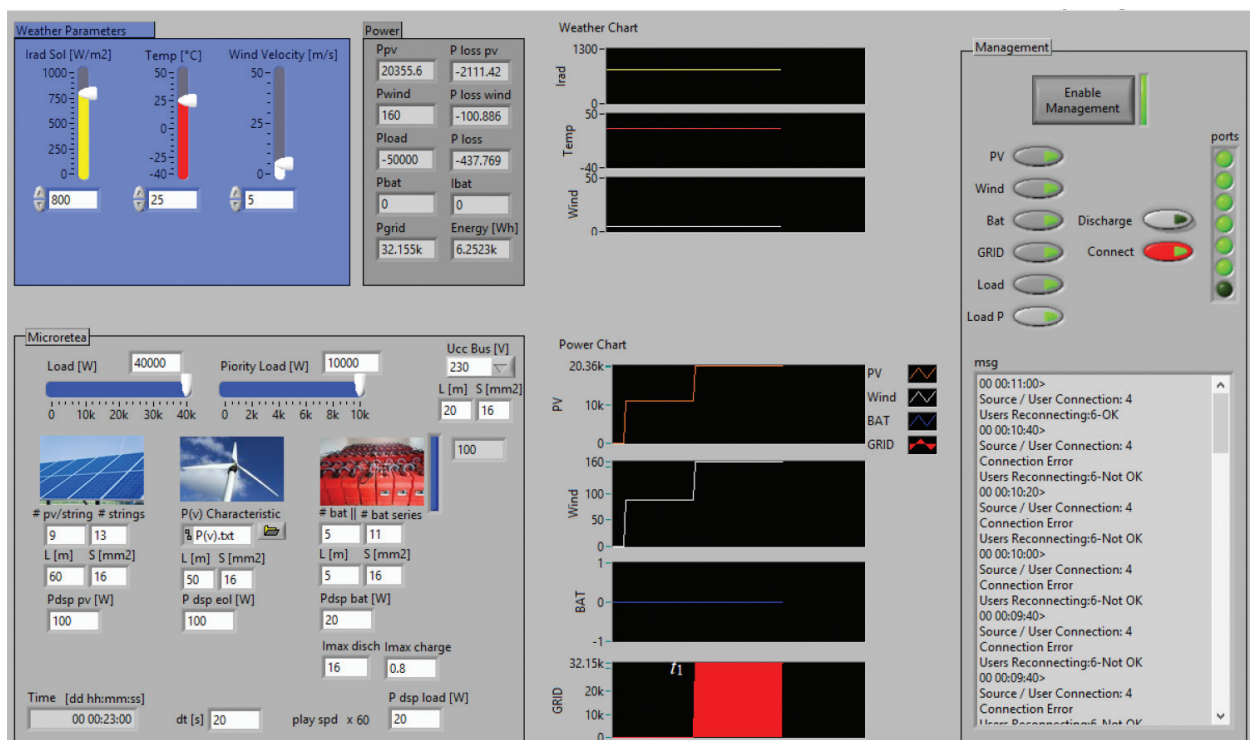 Weather Parameters
Irad Sol [W/m2]
1000
750
500
250
0
800
Temp [°C]
50
25
0
-25
-40
25
Wind Velocity [m/s]
50
25
0
5
Power
Ppv
P loss pv
20355.6
-2111.42
Pwind
P loss wind
160
-100.886
Pload
P loss
-50000
-437.769
Pbat
Ibat
0
0
Pgrid
Energy [Wh]
32.155k
6.2523k
Weather Chart
Irad
1300
0
Temp
50
-40
Wind
50
0
Management
Enable
Management
ports
PV
Wind
Bat
Discharge
GRID
Connect
Load
Load P
msg
00 00:11:00>
Source / User Connection: 4
Users Reconnecting:6-OK
00 00:10:40>
Source / User Connection: 4
Connection Error
Users Reconnecting:6-Not OK
00 00:10:20>
Source / User Connection: 4
Connection Error
Users Reconnecting:6-Not OK
00 00:10:00>
Source / User Connection: 4
Connection Error
Users Reconnecting:6-Not OK
00 00:09:40>
Source / User Connection: 4
Connection Error
Users Reconnecting:6-Not OK
00 00:09:40>
Source / User Connection: 4
Connection Error
Users Reconnecting:6-Not OK
Microretea
Load [W]
40000
0 10k 20k 30k 40k
Piority Load [W]
10000
0 2k 4k 6k 8k 10k
Ucc Bus [V]
230
L [m] S [mm2]
20 16
100
# pv/string # strings
9 13
L [m] S [mm2]
60 16
Pdsp pv [W]
100
P(v) Characteristic
P(v).txt
L [m] S [mm2]
50 16
P dsp eol [W]
100
# bat || # bat series
5 11
L [m] S [mm2]
5 16
Pdsp bat [W]
20
Imax disch Imax charge
16 0.8
Time [dd hh:mm:ss]
00 00:23:00
dt [s] 20
play spd x 60
P dsp load [W]
20
Power Chart
PV
20.36k
10k
0
Wind
160
100
50
0
BAT
1
0
-1
GRID
32.15k
20k
10k
0
t1
PV
Wind
BAT
GRID